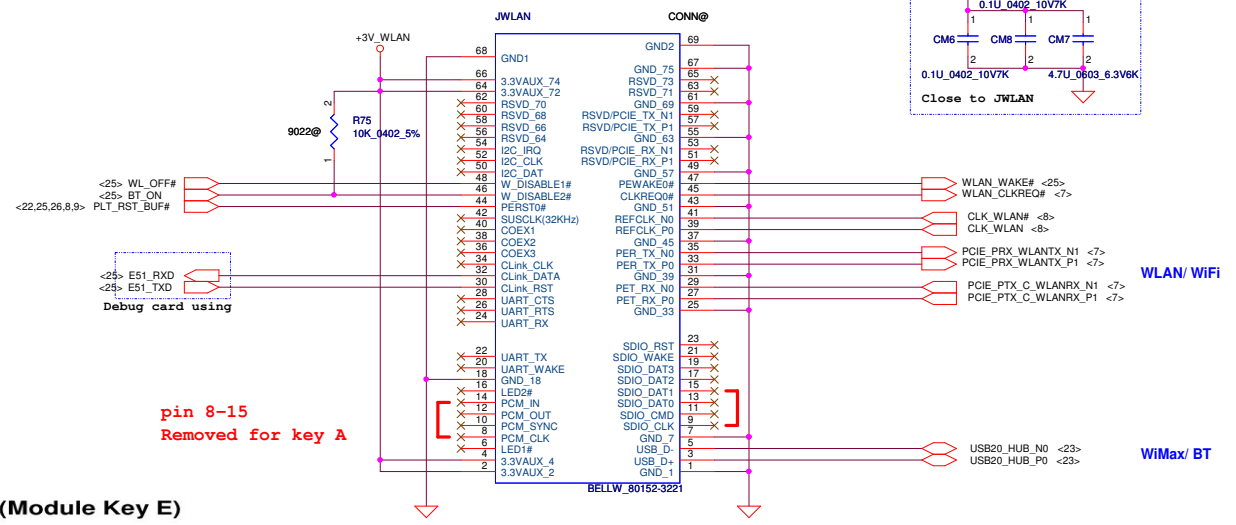 JWLAN
CONN@
0.1U_0402_10V7K
+3V_WLAN
1 1 1
CM6 CM8 CM7
2 2 2
0.1U_0402_10V7K 4.7U_0603_6.3V6K
Close to JWLAN
68 GND1
66 3.3VAUX_74
64 3.3VAUX_72
62 RSVD_70
60 RSVD_68
58 RSVD_66
56 RSVD_64
54 I2C_IRQ
52 I2C_CLK
50 I2C_DAT
48 W_DISABLE1#
46 W_DISABLE2#
44 PERST0#
42 SUSCLK(32KHz)
40 COEX1
38 COEX2
36 COEX3
34 CLink_CLK
32 CLink_DATA
30 CLink_RST
28 UART_CTS
26 UART_RTS
24 UART_RX
22 UART_TX
20 UART_WAKE
18 GND_18
16 LED2#
14 PCM_IN
12 PCM_OUT
10 PCM_SYNC
8 PCM_CLK
6 LED1#
4 3.3VAUX_4
2 3.3VAUX_2
GND2 69
GND_75 67
RSVD_73 65
RSVD_71 63
GND_69 61
RSVD/PCIE_TX_N1 59
RSVD/PCIE_TX_P1 57
GND_63 55
RSVD/PCIE_RX_N1 53
RSVD/PCIE_RX_P1 51
GND_57 49
PEWAKE0# 47
CLKREQ0# 45
GND_51 43
REFCLK_N0 41
REFCLK_P0 39
GND_45 37
PER_TX_N0 35
PER_TX_P0 33
GND_39 31
PET_RX_N0 29
PET_RX_P0 27
GND_33 25
SDIO_RST 23
SDIO_WAKE 21
SDIO_DAT3 19
SDIO_DAT2 17
SDIO_DAT1 15
SDIO_DAT0 13
SDIO_CMD 11
SDIO_CLK 9
GND_7 7
USB_D- 5
USB_D+ 3
GND_1 1
BELLW_80152-3221
2
9022@
R75
10K_0402_5%
1
<25> WL_OFF#
<25> BT_ON
<22,25,26,8,9> PLT_RST_BUF#
<25> E51_RXD
<25> E51_TXD
Debug card using
WLAN_WAKE# <25>
WLAN_CLKREQ# <7>
CLK_WLAN# <8>
CLK_WLAN <8>
PCIE_PRX_WLANTX_N1 <7>
PCIE_PRX_WLANTX_P1 <7>
PCIE_PTX_C_WLANRX_N1 <7>
PCIE_PTX_C_WLANRX_P1 <7>
WLAN/ WiFi
USB20_HUB_N0 <23>
USB20_HUB_P0 <23>
WiMax/ BT
pin 8-15
Removed for key A
(Module Key E)